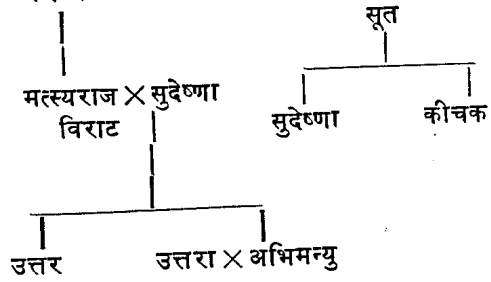 सूत
मत्स्यराज × सुदेष्णा
विराट
सुदेष्णा कीचक
उत्तर उत्तरा × अभिमन्यु